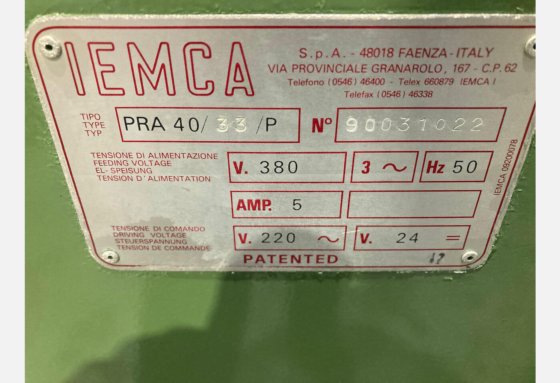 IEMCA
S.p.A. - 48018 FAENZA - ITALY
VIA PROVINCIALE GRANAROLO, 167 - C.P. 62
Telefono (0546) 46400 - Telex 660879 IEMCA I
Telefax (0546) 46338
TIPO
TYPE
TYP
PRA 40/33/P
N° 90031022
TENSIONE DI ALIMENTAZIONE
FEEDING VOLTAGE
EL- SPEISUNG
TENSION D'ALIMENTATION
V. 380
3 ~
Hz 50
AMP. 5
TENSIONE DI COMANDO
DRIVING VOLTAGE
STEUERSPANNUNG
TENSION DE COMMANDE
V. 220 ~
V. 24 =
PATENTED
IEMCA 08200078